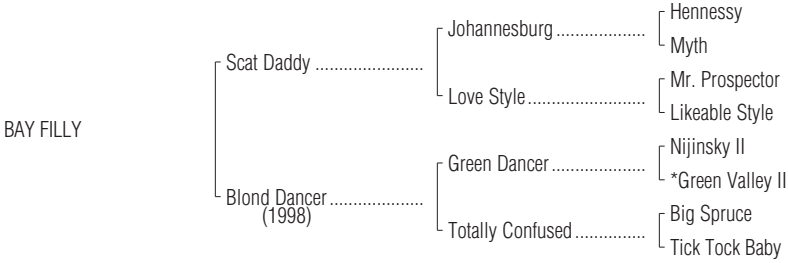 Hennessy
Johannesburg ...................
Myth
Scat Daddy .......................
Mr. Prospector
Love Style.........................
Likeable Style
BAY FILLY
Nijinsky II
Green Dancer ....................
*Green Valley II
Blond Dancer ....................
(1998)
Big Spruce
Totally Confused ...............
Tick Tock Baby